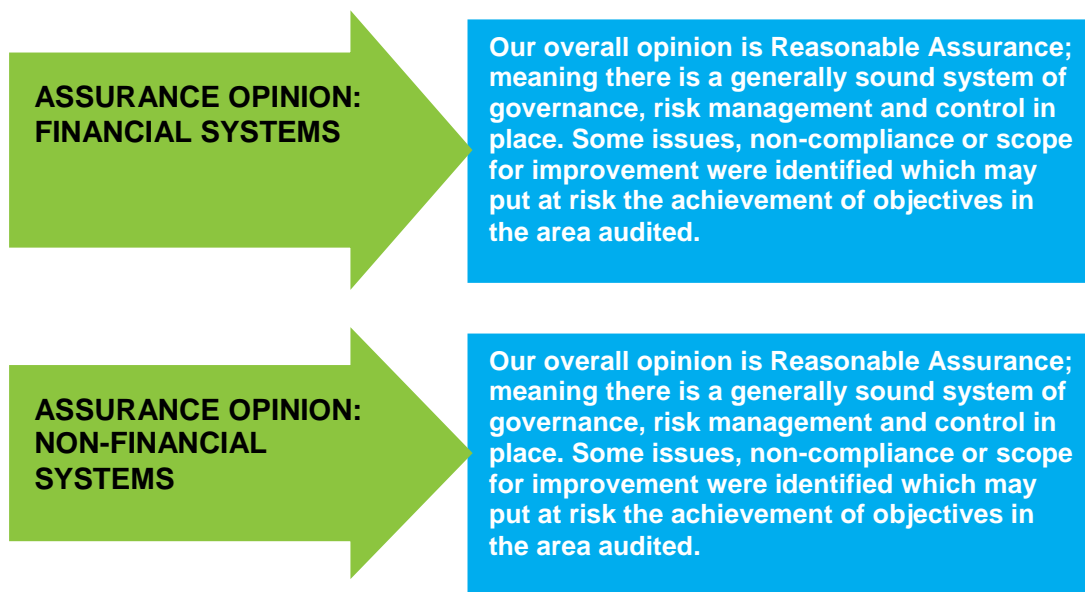 ASSURANCE OPINION:
FINANCIAL SYSTEMS
Our overall opinion is Reasonable Assurance;
meaning there is a generally sound system of
governance, risk management and control in
place. Some issues, non-compliance or scope
for improvement were identified which may
put at risk the achievement of objectives in
the area audited.
ASSURANCE OPINION:
NON-FINANCIAL
SYSTEMS
Our overall opinion is Reasonable Assurance;
meaning there is a generally sound system of
governance, risk management and control in
place. Some issues, non-compliance or scope
for improvement were identified which may
put at risk the achievement of objectives in
the area audited.